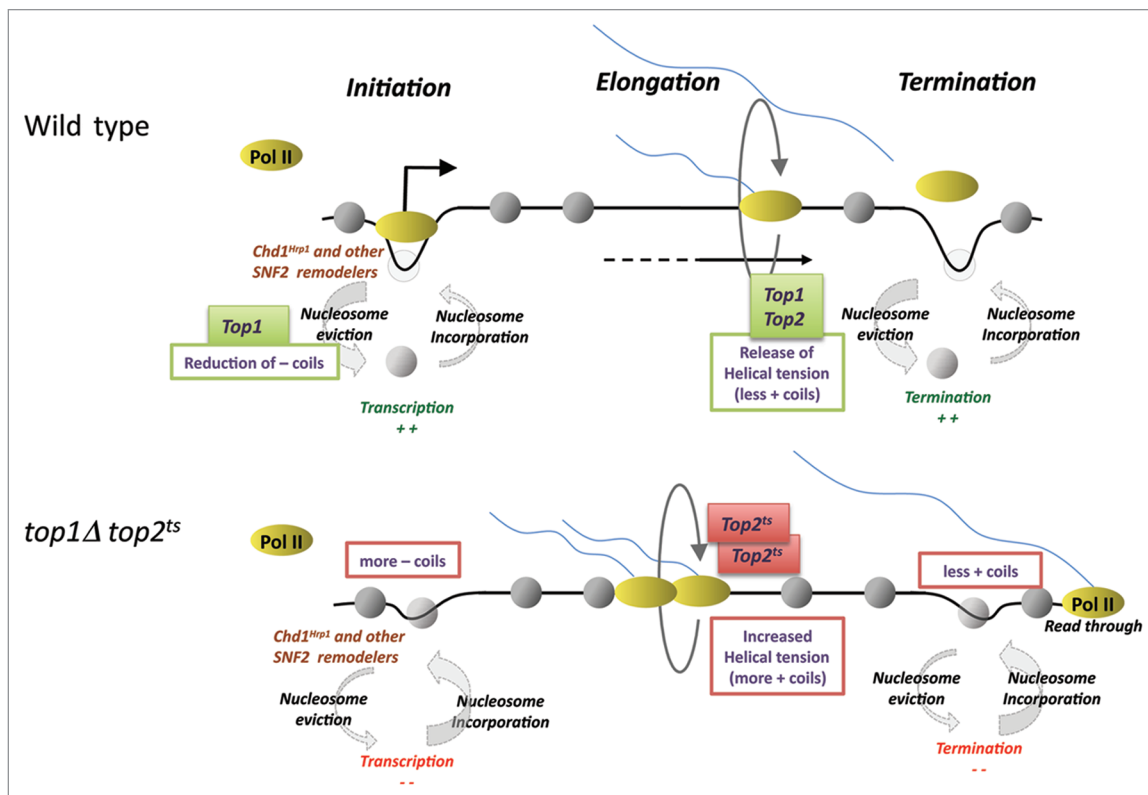 Initiation
Elongation
Termination
Wild type
Pol II
Chd1Hrp1 and other
SNF2 remodelers
Top1
Reduction of – coils
Nucleosome
eviction
Nucleosome
Incorporation
Transcription
+ +
Top1
Top2
Release of
Helical tension
(less + coils)
Nucleosome
eviction
Nucleosome
Incorporation
Termination
+ +
top1Δ top2ts
Pol II
more – coils
Chd1Hrp1 and other
SNF2 remodelers
Nucleosome
eviction
Nucleosome
Incorporation
Transcription
- -
Top2ts
Top2ts
Increased
Helical tension
(more + coils)
less + coils
Pol II
Read through
Nucleosome
eviction
Nucleosome
Incorporation
Termination
- -